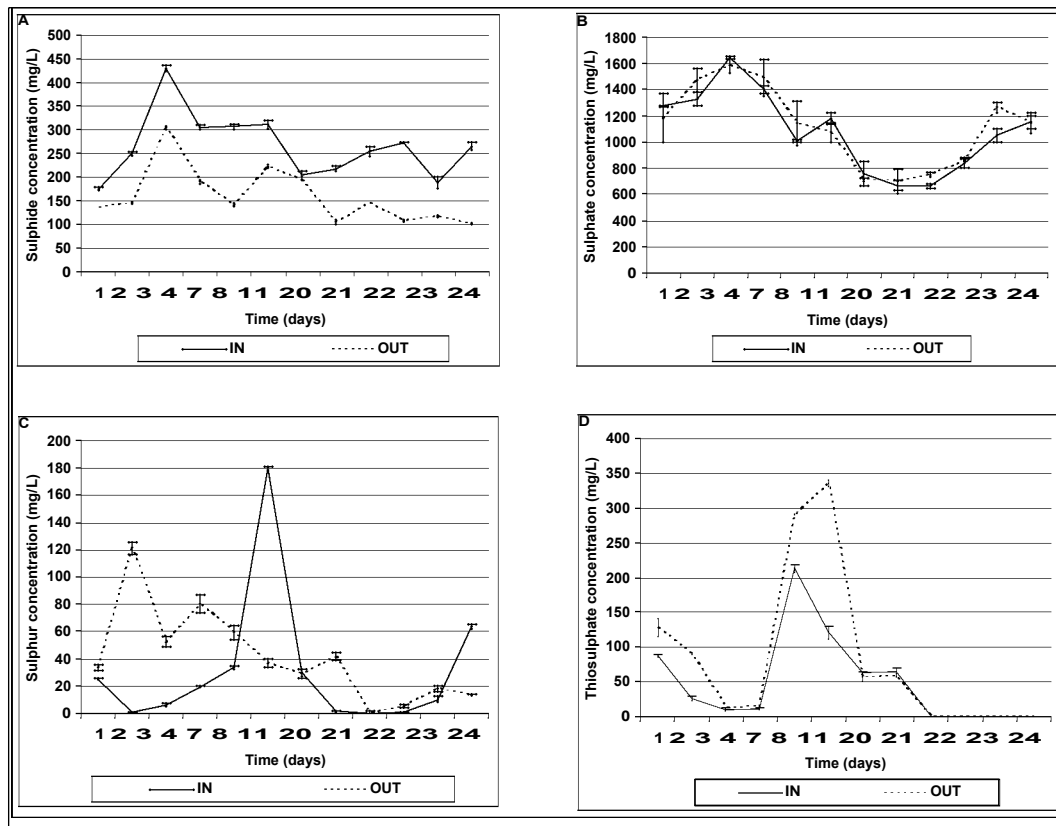 A
Sulphide concentration (mg/L)
500
450
400
350
300
250
200
150
100
50
0
1 2 3 4 7 8 11 20 21 22 23 24
Time (days)
IN OUT
B
Sulphate concentration (mg/L)
1800
1600
1400
1200
1000
800
600
400
200
0
1 2 3 4 7 8 11 20 21 22 23 24
Time (days)
IN OUT
C
Sulphur concentration (mg/L)
200
180
160
140
120
100
80
60
40
20
0
1 2 3 4 7 8 11 20 21 22 23 24
Time (days)
IN OUT
D
Thiosulphate concentration (mg/L)
400
350
300
250
200
150
100
50
0
1 2 3 4 7 8 11 20 21 22 23 24
Time (days)
IN OUT